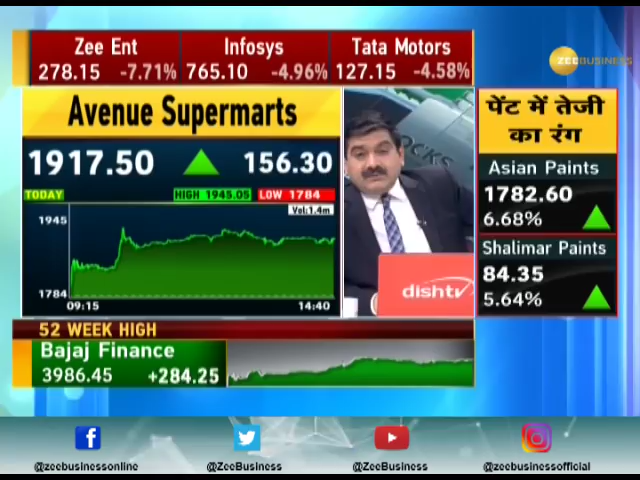 Zee Ent
278.15 -7.71%
Infosys
765.10 -4.96%
Tata Motors
127.15 -4.58%
ZEEBUSINESS
Avenue Supermarts
1917.50 156.30
TODAY HIGH 1945.05 LOW 1784
Vol:1.4m
1945
1784
09:15 14:40
OCKS
dishtv
पेंट में तेजी
का रंग
Asian Paints
1782.60
6.68%
Shalimar Paints
84.35
5.64%
52 WEEK HIGH
Bajaj Finance
3986.45 +284.25
@zeebusinessonline
@ZeeBusiness
@ZeeBusiness
@zeebusinessofficial